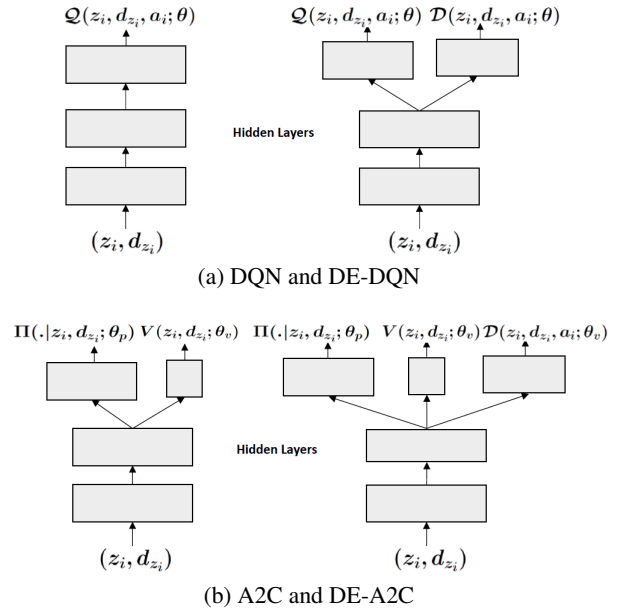 𝒬(z_i, d_{z_i}, a_i; θ) 𝒬(z_i, d_{z_i}, a_i; θ) 𝒟(z_i, d_{z_i}, a_i; θ)
Hidden Layers
(z_i, d_{z_i}) (z_i, d_{z_i})
(a) DQN and DE-DQN
Π(.|z_i, d_{z_i}; θ_p) V(z_i, d_{z_i}; θ_v) Π(.|z_i, d_{z_i}; θ_p) V(z_i, d_{z_i}; θ_v) 𝒟(z_i, d_{z_i}, a_i; θ_v)
Hidden Layers
(z_i, d_{z_i}) (z_i, d_{z_i})
(b) A2C and DE-A2C